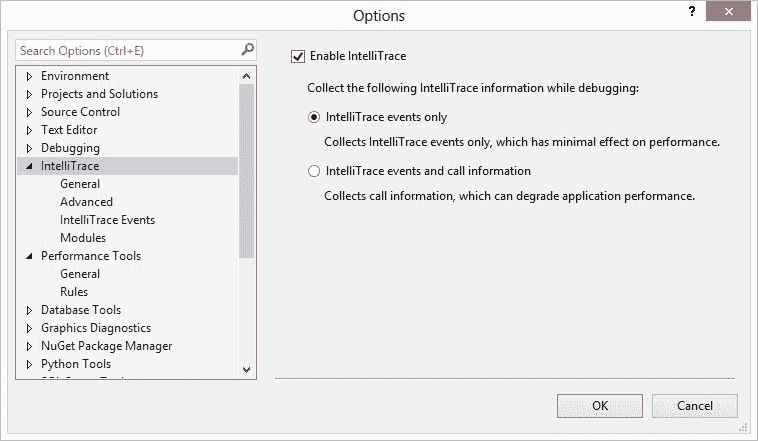 Options
?
Search Options (Ctrl+E)
Environment
Projects and Solutions
Source Control
Text Editor
Debugging
IntelliTrace
General
Advanced
IntelliTrace Events
Modules
Performance Tools
General
Rules
Database Tools
Graphics Diagnostics
NuGet Package Manager
Python Tools
Enable IntelliTrace
Collect the following IntelliTrace information while debugging:
IntelliTrace events only
Collects IntelliTrace events only, which has minimal effect on performance.
IntelliTrace events and call information
Collects call information, which can degrade application performance.
OK
Cancel